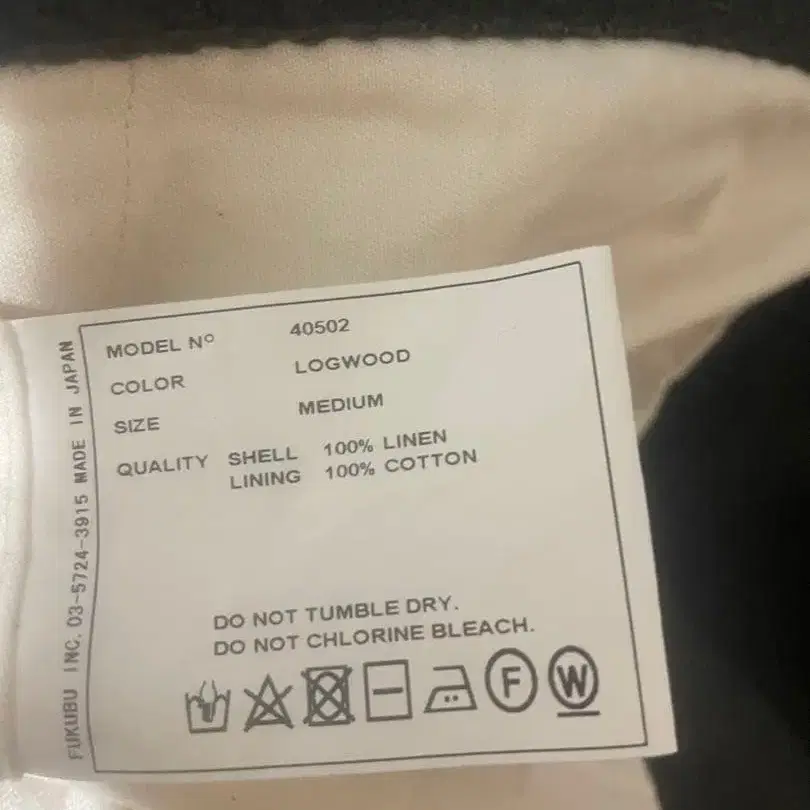 MODEL Nº 40502
COLOR LOGWOOD
SIZE MEDIUM
QUALITY SHELL 100% LINEN
LINING 100% COTTON
DO NOT TUMBLE DRY.
DO NOT CHLORINE BLEACH.
F W
FUKUBU INC. 03-5724-3915 MADE IN JAPAN